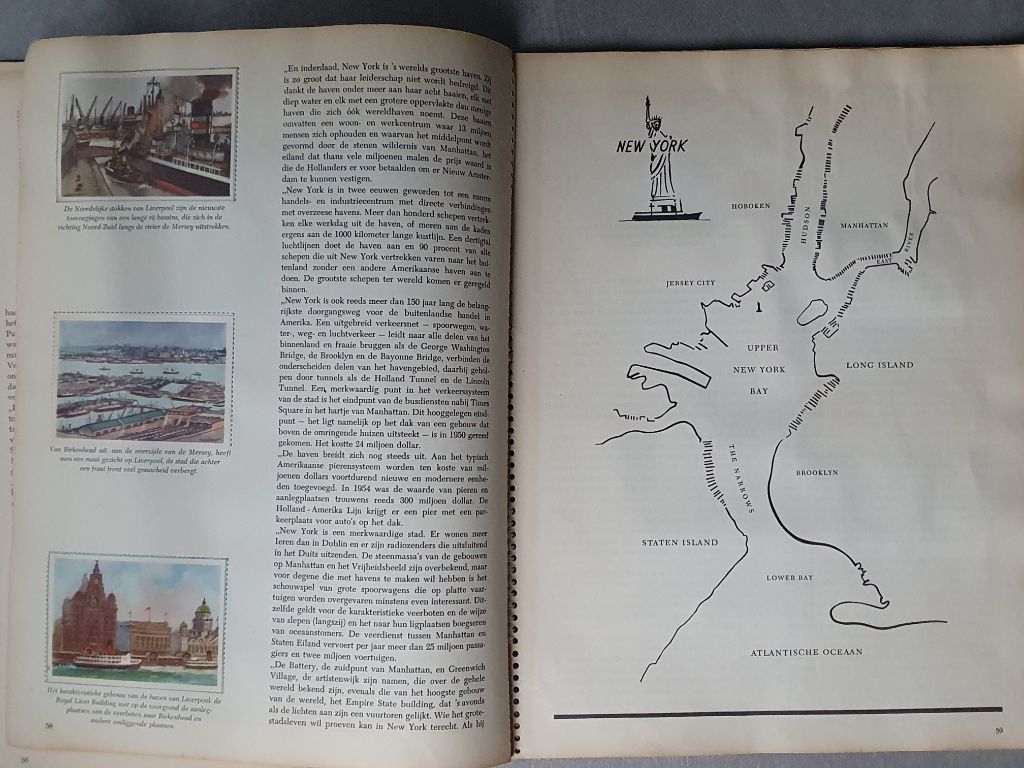 De Noordelijke dokken van Liverpool zijn de nieuwste
toevoegingen van een lange rij bassins, die zich in
richting Noord-Zuid langs de rivier de Mersey uitstrekken.
Van Birkenhead uit, aan de overzijde van de Mersey, heeft
men een mooi gezicht op Liverpool, de stad die achter
een fraai front veel grauwheid verbergt.
Het karakteristieke gebouw van de haven van Liverpool: de
Royal Liver Building met op de voorgrond de aanleg-
plaatsen van de veerboten naar Birkenhead en
andere omliggende plaatsen.
58
56
„En inderdaad, New York is 's werelds grootste haven. Zij
is zo groot dat haar leiderschap niet wordt bedreigd. Dit
dankt de haven onder meer aan haar acht baaien, elk met
diep water en elk met een grotere oppervlakte dan menige
haven die zich óók wereldhaven noemt. Deze baaien
omvatten een woon- en werkcentrum waar 13 miljoen
mensen zich ophouden en waarvan het middelpunt wordt
gevormd door de stenen wildernis van Manhattan, het
eiland dat thans vele miljoenen malen de prijs waard is
die de Hollanders er voor betaalden om er Nieuw Amster-
dam te kunnen vestigen.
„New York is in twee eeuwen geworden tot een enorm
handels- en industriecentrum met directe verbindingen
met overzeese havens. Meer dan honderd schepen vertrek-
ken elke werkdag uit de haven, of meren aan de kaden
ergens aan de 1000 kilometer lange kustlijn. Een dertigtal
luchtlijnen doet de haven aan en 90 procent van alle
schepen die uit New York vertrekken varen naar het bui-
tenland zonder een andere Amerikaanse haven aan te
doen. De grootste schepen ter wereld komen er geregeld
binnen.
„New York is ook reeds meer dan 150 jaar lang de belang-
rijkste doorgangsweg voor de buitenlandse handel in
Amerika. Een uitgebreid verkeersnet — spoorwegen, wa-
ter-, weg- en luchtverkeer — leidt naar alle delen van het
binnenland en fraaie bruggen als de George Washington
Bridge, de Brooklyn en de Bayonne Bridge, verbinden de
onderscheiden delen van het havengebied, daarbij gehol-
pen door tunnels als de Holland Tunnel en de Lincoln
Tunnel. Een merkwaardig punt in het verkeerssysteem
van de stad is het eindpunt van de busdiensten nabij Times
Square in het hartje van Manhattan. Dit hooggelegen eind-
punt — het ligt namelijk op het dak van een gebouw dat
boven de omringende huizen uitsteekt — is in 1950 gereed
gekomen. Het kostte 24 miljoen dollar.
„De haven breidt zich nog steeds uit. Aan het typisch
Amerikaanse pierensysteem worden ten koste van mil-
joenen dollars voortdurend nieuwe en modernere eenhe-
den toegevoegd. In 1954 was de waarde van pieren en
aanlegplaatsen trouwens reeds 300 miljoen dollar. De
Holland-Amerika Lijn krijgt er een pier met een par-
keerplaats voor auto's op het dak.
„New York is een merkwaardige stad. Er wonen meer
Ieren dan in Dublin en er zijn radiozenders die uitsluitend
in het Duits uitzenden. De steenmassa's van de gebouwen
op Manhattan en het Vrijheidsbeeld zijn overbekend, maar
voor degene die met havens te maken wil hebben is het
schouwspel van grote spoorwagens die op platte vaar-
tuigen worden overgevaren minstens even interessant. Dit-
zelfde geldt voor de karakteristieke veerboten en de wijze
van slepen (langszij) en het naar hun ligplaatsen boegseren
van oceaanstomers. De veerdienst tussen Manhattan en
Staten Eiland vervoert per jaar meer dan 25 miljoen passa-
giers en twee miljoen voertuigen.
„De Battery, de zuidpunt van Manhattan, en Greenwich
Village, de artistenwijk zijn namen, die over de gehele
wereld bekend zijn, evenals die van het hoogste gebouw
van de wereld, het Empire State building, dat 's avonds
als de lichten aan zijn een vuurtoren gelijkt. Wie het grote-
stadsleven wil proeven kan in New York terecht. Als bij
NEW YORK
HOBOKEN
HUDSON
MANHATTAN
EAST RIVER
JERSEY CITY
UPPER
NEW YORK
BAY
LONG ISLAND
THE NARROWS
BROOKLYN
STATEN ISLAND
LOWER BAY
ATLANTISCHE OCEAAN
59